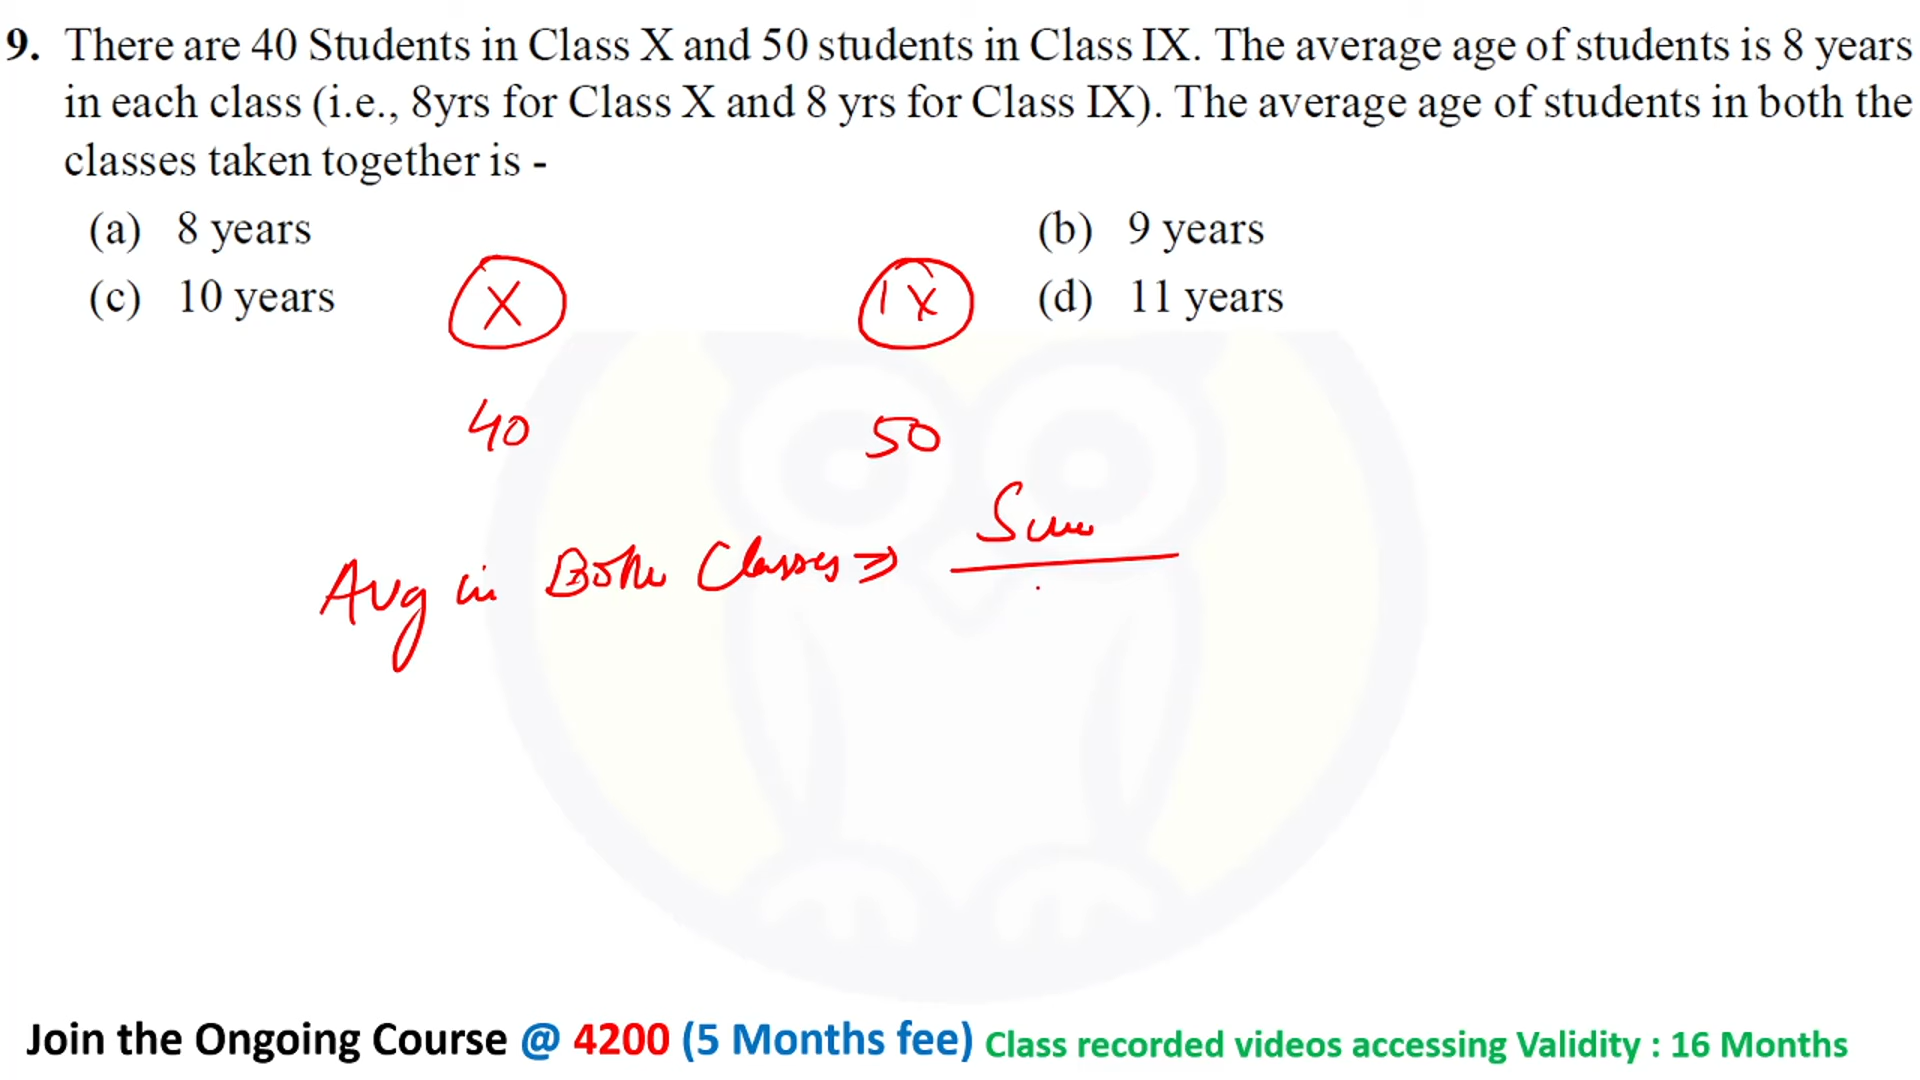 9. There are 40 Students in Class X and 50 students in Class IX. The average age of students is 8 years
in each class (i.e., 8yrs for Class X and 8 yrs for Class IX). The average age of students in both the
classes taken together is -
(a) 8 years (b) 9 years
(c) 10 years (d) 11 years
X IX
40 50
Sum
Avg in Both Classes ⇒
Join the Ongoing Course @ 4200 (5 Months fee) Class recorded videos accessing Validity : 16 Months